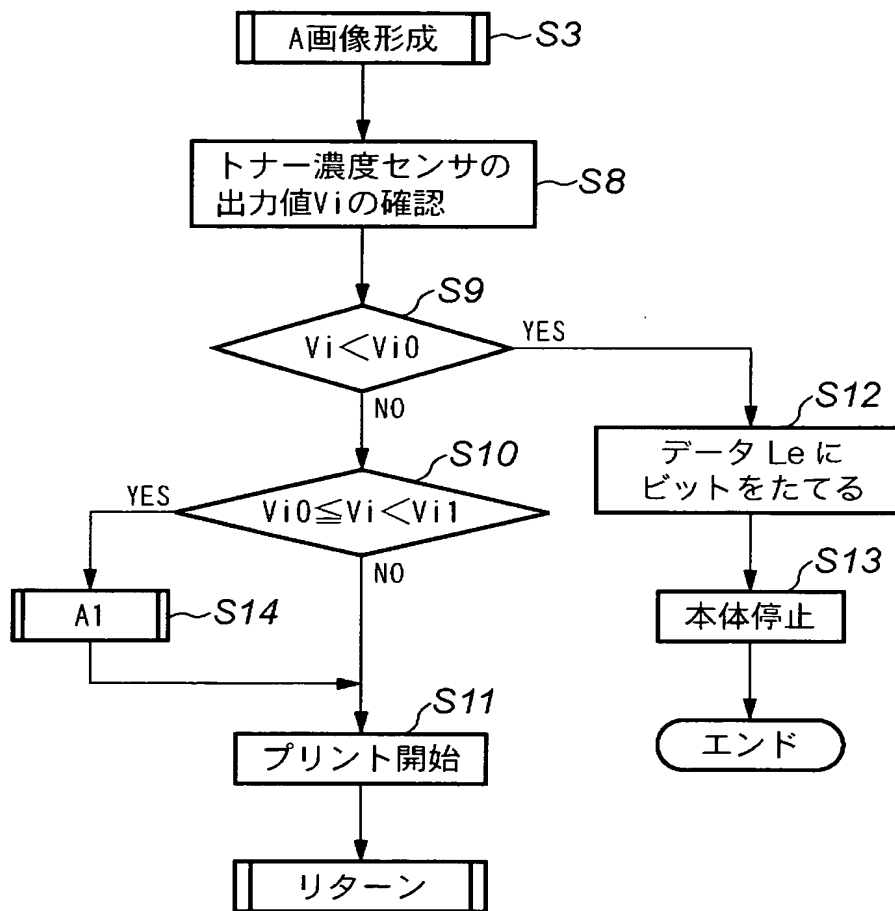 A画像形成 S3
トナー濃度センサの
出力値Viの確認
S8
S9
Vi＜Vi0
YES
NO
S10
Vi0≦Vi＜Vi1
YES
NO
S12
データ Le に
ビットをたてる
S13
本体停止
エンド
A1 S14
S11
プリント開始
リターン